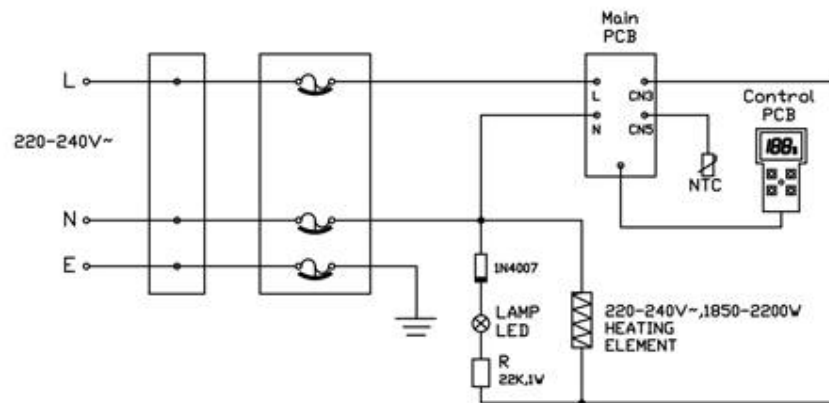 Main
PCB
L
220-240V~
L
CN3
N
CN5
Control
PCB
188
NTC
N
E
1N4007
LAMP
LED
220-240V~,1850-2200W
HEATING
ELEMENT
R
22K,1W